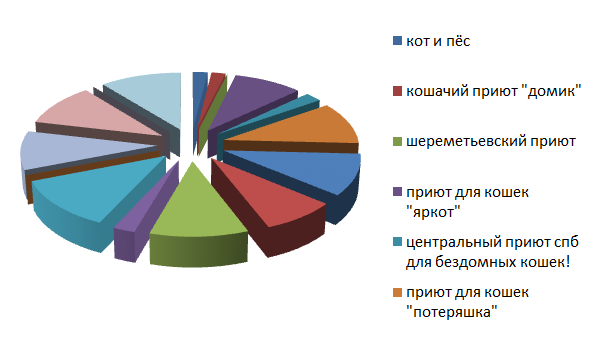 кот и пёс
кошачий приют "домик"
шереметьевский приют
приют для кошек
"яркот"
центральный приют спб
для бездомных кошек!
приют для кошек
"потеряшка"